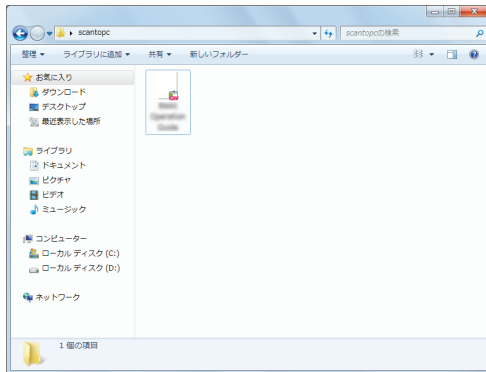 scantopc
scantopcの検索
整理 ライブラリに追加 共有 新しいフォルダー
お気に入り
ダウンロード
デスクトップ
最近表示した場所
ライブラリ
ドキュメント
ピクチャ
ビデオ
ミュージック
コンピューター
ローカル ディスク (C:)
ローカル ディスク (D:)
ネットワーク
Basic
Operation
Guide
1 個の項目